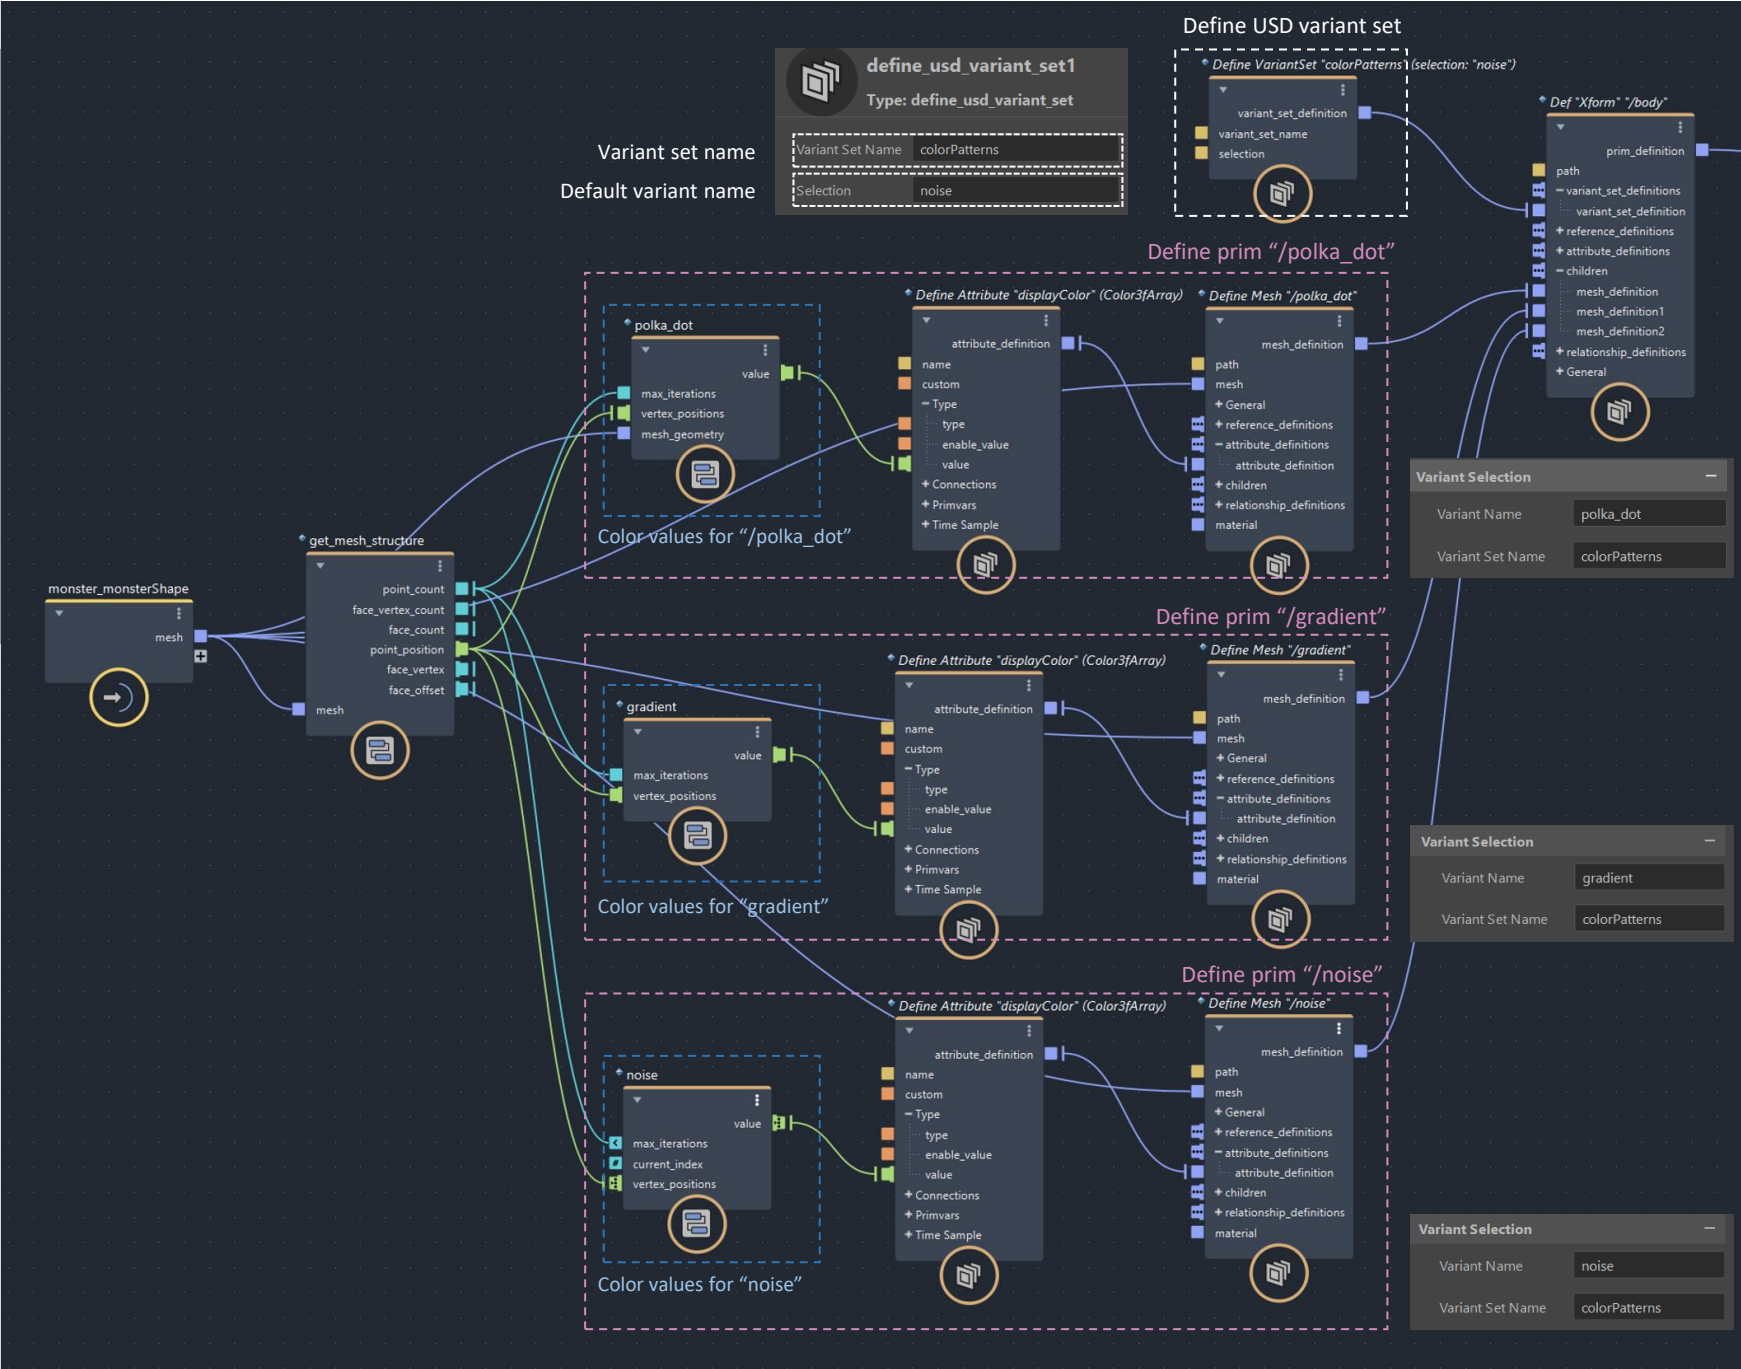 Define USD variant set
define_usd_variant_set1
Type: define_usd_variant_set
Variant set name
Variant Set Name colorPatterns
Default variant name
Selection noise
Define VariantSet "colorPatterns" (selection: "noise")
variant_set_definition
variant_set_name
selection
Def "Xform" "/body"
prim_definition
path
variant_set_definitions
variant_set_definition
+ reference_definitions
+ attribute_definitions
children
mesh_definition
mesh_definition1
mesh_definition2
+ relationship_definitions
+ General
Define prim “/polka_dot”
polka_dot
value
max_iterations
vertex_positions
mesh_geometry
Color values for “/polka_dot”
Define Attribute "displayColor" (Color3fArray)
attribute_definition
name
custom
Type
type
enable_value
value
+ Connections
+ Primvars
+ Time Sample
Define Mesh "/polka_dot"
mesh_definition
path
mesh
+ General
+ reference_definitions
attribute_definitions
attribute_definition
+ children
+ relationship_definitions
material
Variant Selection
Variant Name polka_dot
Variant Set Name colorPatterns
monster_monsterShape
mesh
get_mesh_structure
point_count
face_vertex_count
face_count
point_position
face_vertex
face_offset
mesh
Define prim “/gradient”
gradient
value
max_iterations
vertex_positions
Color values for “gradient”
Define Attribute "displayColor" (Color3fArray)
attribute_definition
name
custom
Type
type
enable_value
value
+ Connections
+ Primvars
+ Time Sample
Define Mesh "/gradient"
mesh_definition
path
mesh
+ General
+ reference_definitions
attribute_definitions
attribute_definition
+ children
+ relationship_definitions
material
Variant Selection
Variant Name gradient
Variant Set Name colorPatterns
Define prim “/noise”
noise
value
max_iterations
current_index
vertex_positions
Color values for “noise”
Define Attribute "displayColor" (Color3fArray)
attribute_definition
name
custom
Type
type
enable_value
value
+ Connections
+ Primvars
+ Time Sample
Define Mesh "/noise"
mesh_definition
path
mesh
+ General
+ reference_definitions
attribute_definitions
attribute_definition
+ children
+ relationship_definitions
material
Variant Selection
Variant Name noise
Variant Set Name colorPatterns